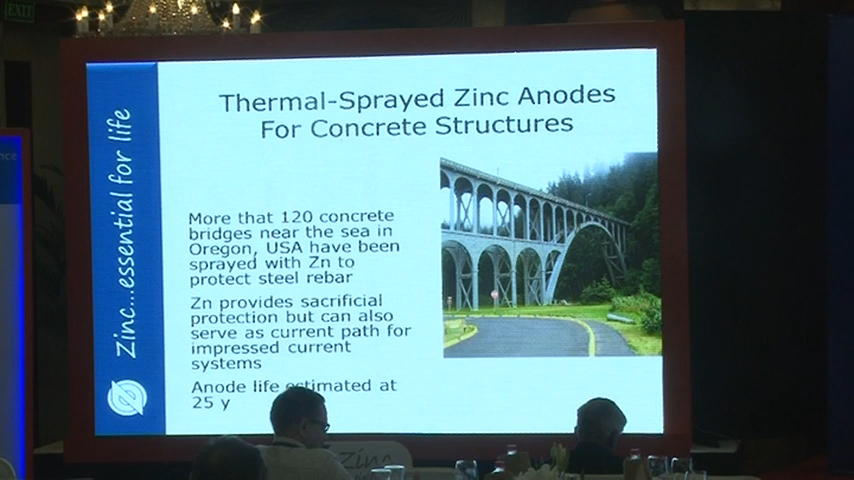 EXIT
nce
Zinc...essential for life
Thermal-Sprayed Zinc Anodes
For Concrete Structures
More that 120 concrete
bridges near the sea in
Oregon, USA have been
sprayed with Zn to
protect steel rebar
Zn provides sacrificial
protection but can also
serve as current path for
impressed current
systems
Anode life estimated at
25 y
Zinc